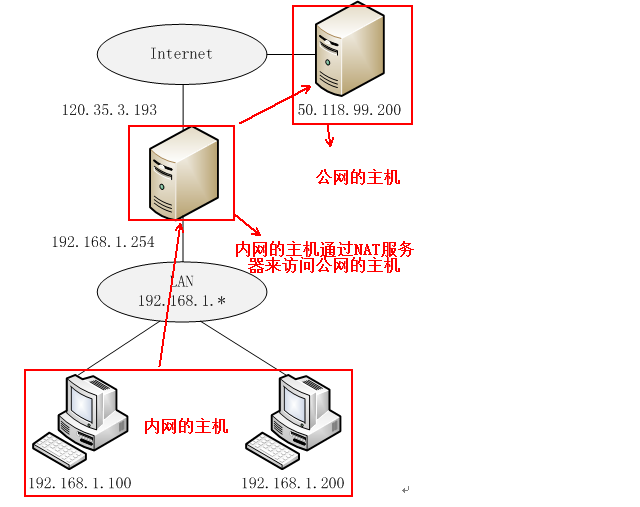 Internet
120.35.3.193
50.118.99.200
公网的主机
192.168.1.254
内网的主机通过NAT服务
器来访问公网的主机
LAN
192.168.1.*
内网的主机
192.168.1.100
192.168.1.200